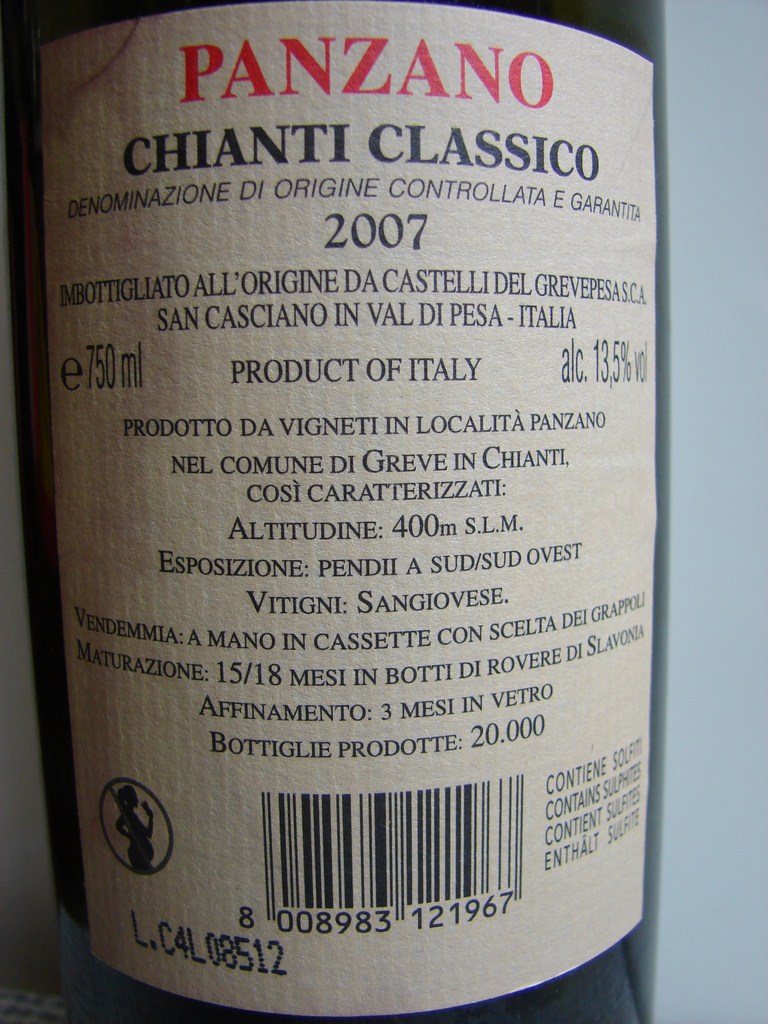 PANZANO
CHIANTI CLASSICO
DENOMINAZIONE DI ORIGINE CONTROLLATA E GARANTITA
2007
IMBOTTIGLIATO ALL'ORIGINE DA CASTELLI DEL GREVEPESA S.C.A.
SAN CASCIANO IN VAL DI PESA - ITALIA
℮ 750 ml PRODUCT OF ITALY alc. 13,5% vol
PRODOTTO DA VIGNETI IN LOCALITÀ PANZANO
NEL COMUNE DI GREVE IN CHIANTI,
COSÌ CARATTERIZZATI:
ALTITUDINE: 400m S.L.M.
ESPOSIZIONE: PENDII A SUD/SUD OVEST
VITIGNI: SANGIOVESE.
VENDEMMIA: A MANO IN CASSETTE CON SCELTA DEI GRAPPOLI
MATURAZIONE: 15/18 MESI IN BOTTI DI ROVERE DI SLAVONIA
AFFINAMENTO: 3 MESI IN VETRO
BOTTIGLIE PRODOTTE: 20.000
CONTIENE SOLFITI
CONTAINS SULPHITES
CONTIENT SULFITES
ENTHÄLT SULFITE
8 008983 121967
L.C4L08512